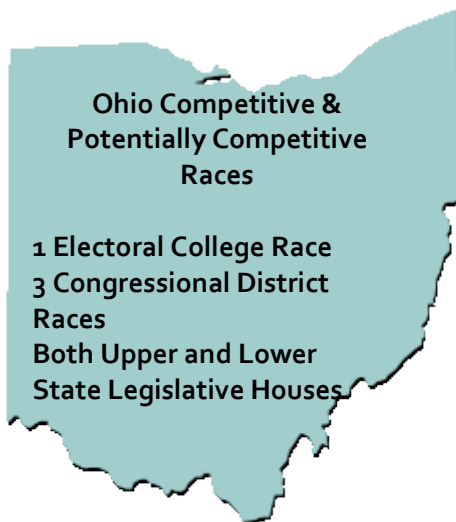 Ohio Competitive &
Potentially Competitive
Races
1 Electoral College Race
3 Congressional District
Races
Both Upper and Lower
State Legislative Houses